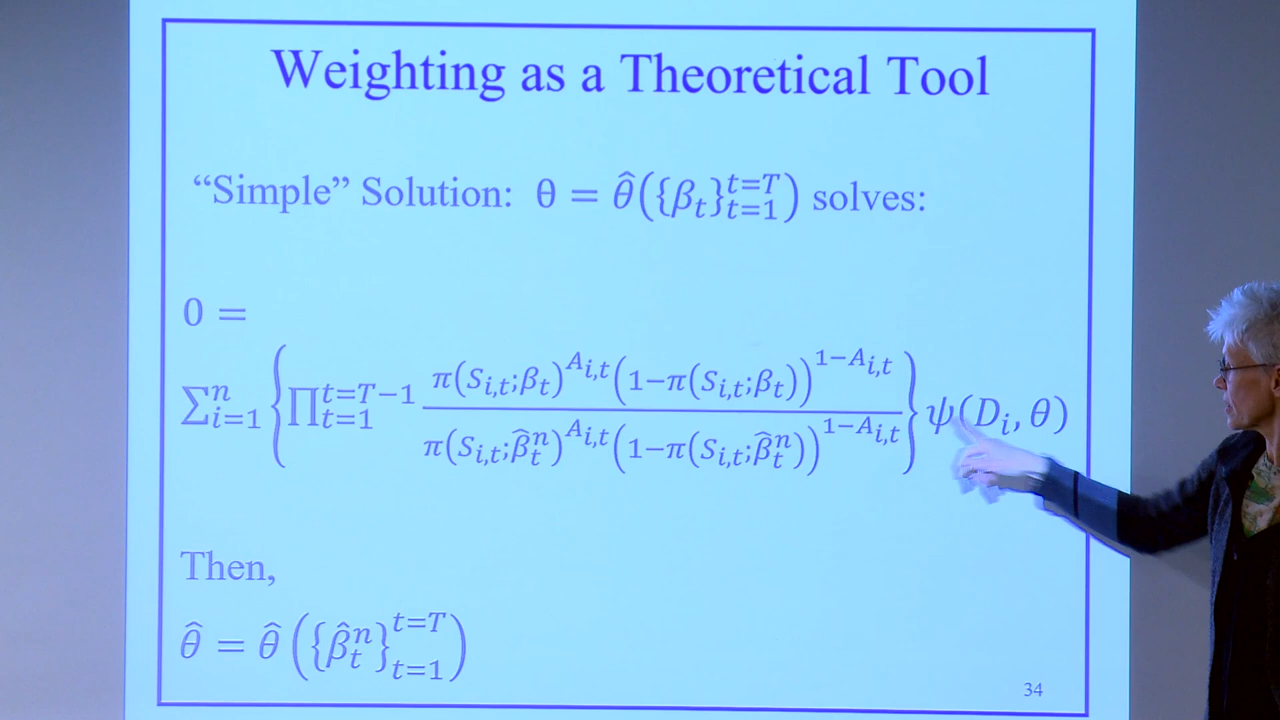 Weighting as a Theoretical Tool
“Simple” Solution: θ = θ̂({β_t}_{t=1}^{t=T}) solves:
0 =
Σ_{i=1}^{n} { ∏_{t=1}^{t=T−1} π(S_{i,t};β_t)^{A_{i,t}} (1−π(S_{i,t};β_t))^{1−A_{i,t}} / π(S_{i,t};β̂_t^n)^{A_{i,t}} (1−π(S_{i,t};β̂_t^n))^{1−A_{i,t}} } ψ(D_i, θ)
Then,
θ̂ = θ̂ ({β̂_t^n}_{t=1}^{t=T})
34